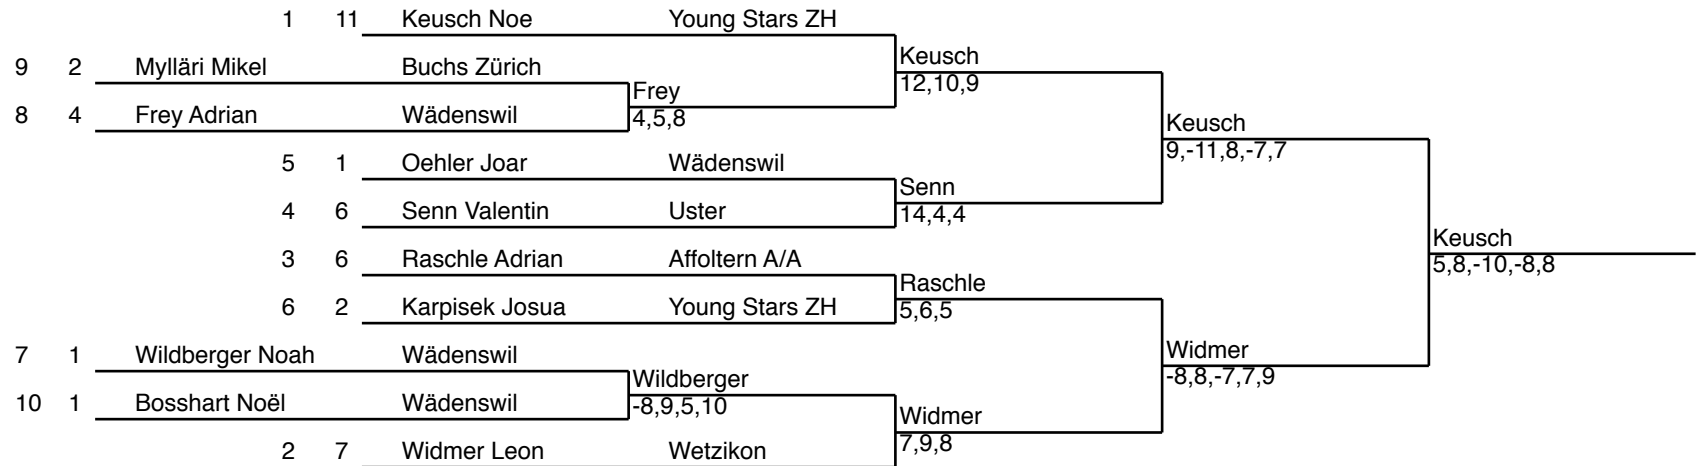 1 11 Keusch Noe Young Stars ZH
Keusch
9 2 Mylläri Mikel Buchs Zürich
12,10,9
Frey
8 4 Frey Adrian Wädenswil
4,5,8
Keusch
9,-11,8,-7,7
5 1 Oehler Joar Wädenswil
Senn
4 6 Senn Valentin Uster
14,4,4
Keusch
5,8,-10,-8,8
3 6 Raschle Adrian Affoltern A/A
Raschle
6 2 Karpisek Josua Young Stars ZH
5,6,5
Widmer
7 1 Wildberger Noah Wädenswil
-8,8,-7,7,9
Wildberger
10 1 Bosshart Noël Wädenswil
-8,9,5,10
Widmer
7,9,8
2 7 Widmer Leon Wetzikon